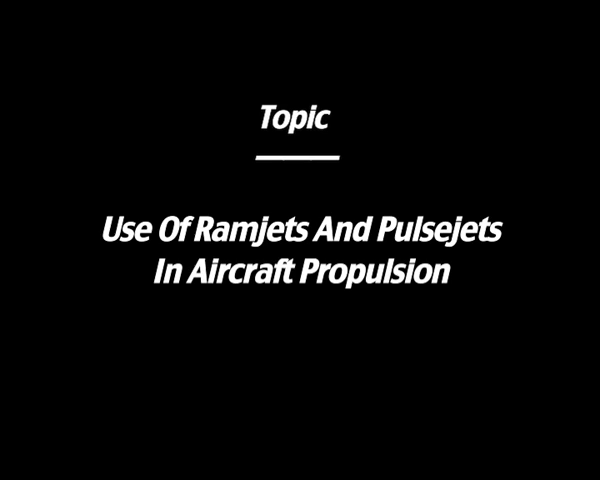 Topic
Use Of Ramjets And Pulsejets
In Aircraft Propulsion